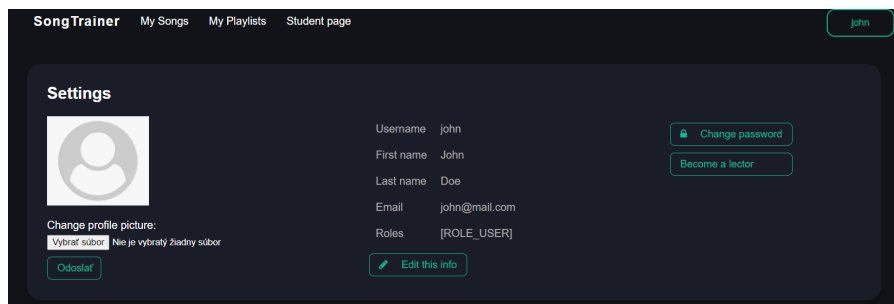 SongTrainer My Songs My Playlists Student page john
Settings
Username john
First name John
Last name Doe
Email john@mail.com
Roles [ROLE_USER]
Edit this info
Change password
Become a lector
Change profile picture:
Vybrať súbor Nie je vybratý žiadny súbor
Odoslať